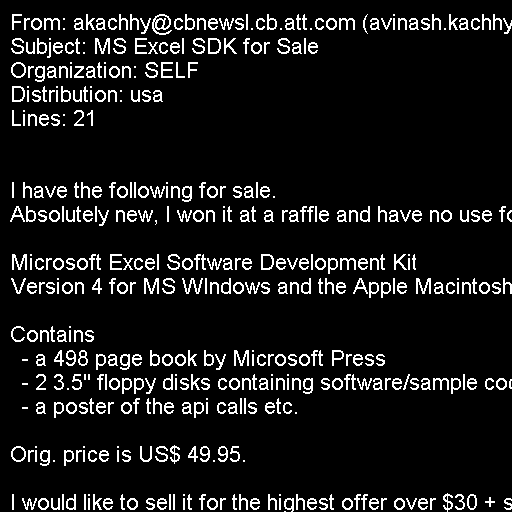 From: akachhy@cbnewsl.cb.att.com (avinash.kachhy
Subject: MS Excel SDK for Sale
Organization: SELF
Distribution: usa
Lines: 21
I have the following for sale.
Absolutely new, I won it at a raffle and have no use fo
Microsoft Excel Software Development Kit
Version 4 for MS WIndows and the Apple Macintosh
Contains
- a 498 page book by Microsoft Press
- 2 3.5" floppy disks containing software/sample cod
- a poster of the api calls etc.
Orig. price is US$ 49.95.
I would like to sell it for the highest offer over $30 + s